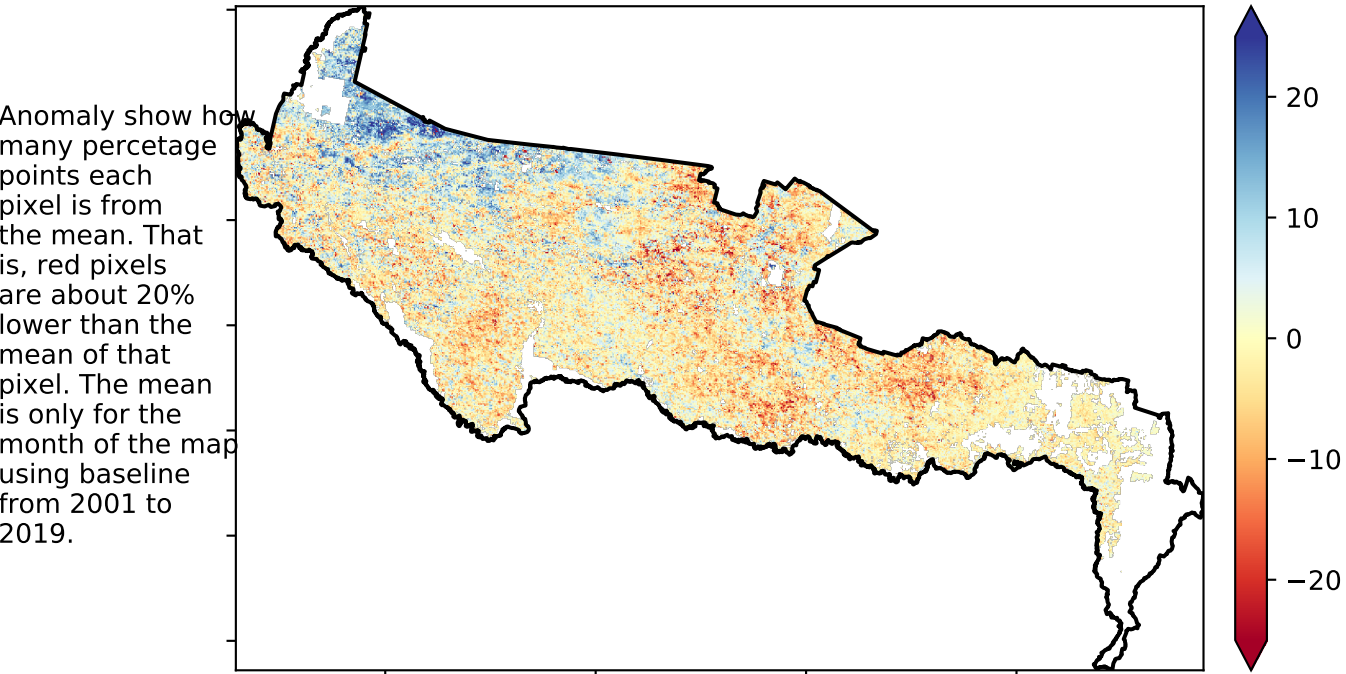 Anomaly show how
many percetage
points each
pixel is from
the mean. That
is, red pixels
are about 20%
lower than the
mean of that
pixel. The mean
is only for the
month of the map
using baseline
from 2001 to
2019.
20
10
0
−10
−20